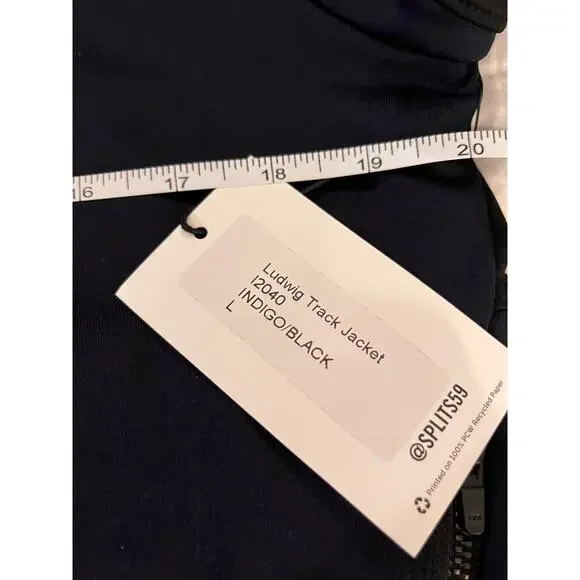 16 17 18 19 20
Ludwig Track Jacket
I2040
INDIGO/BLACK
L
@SPLITS59
Printed on 100% PCW Recycled Paper